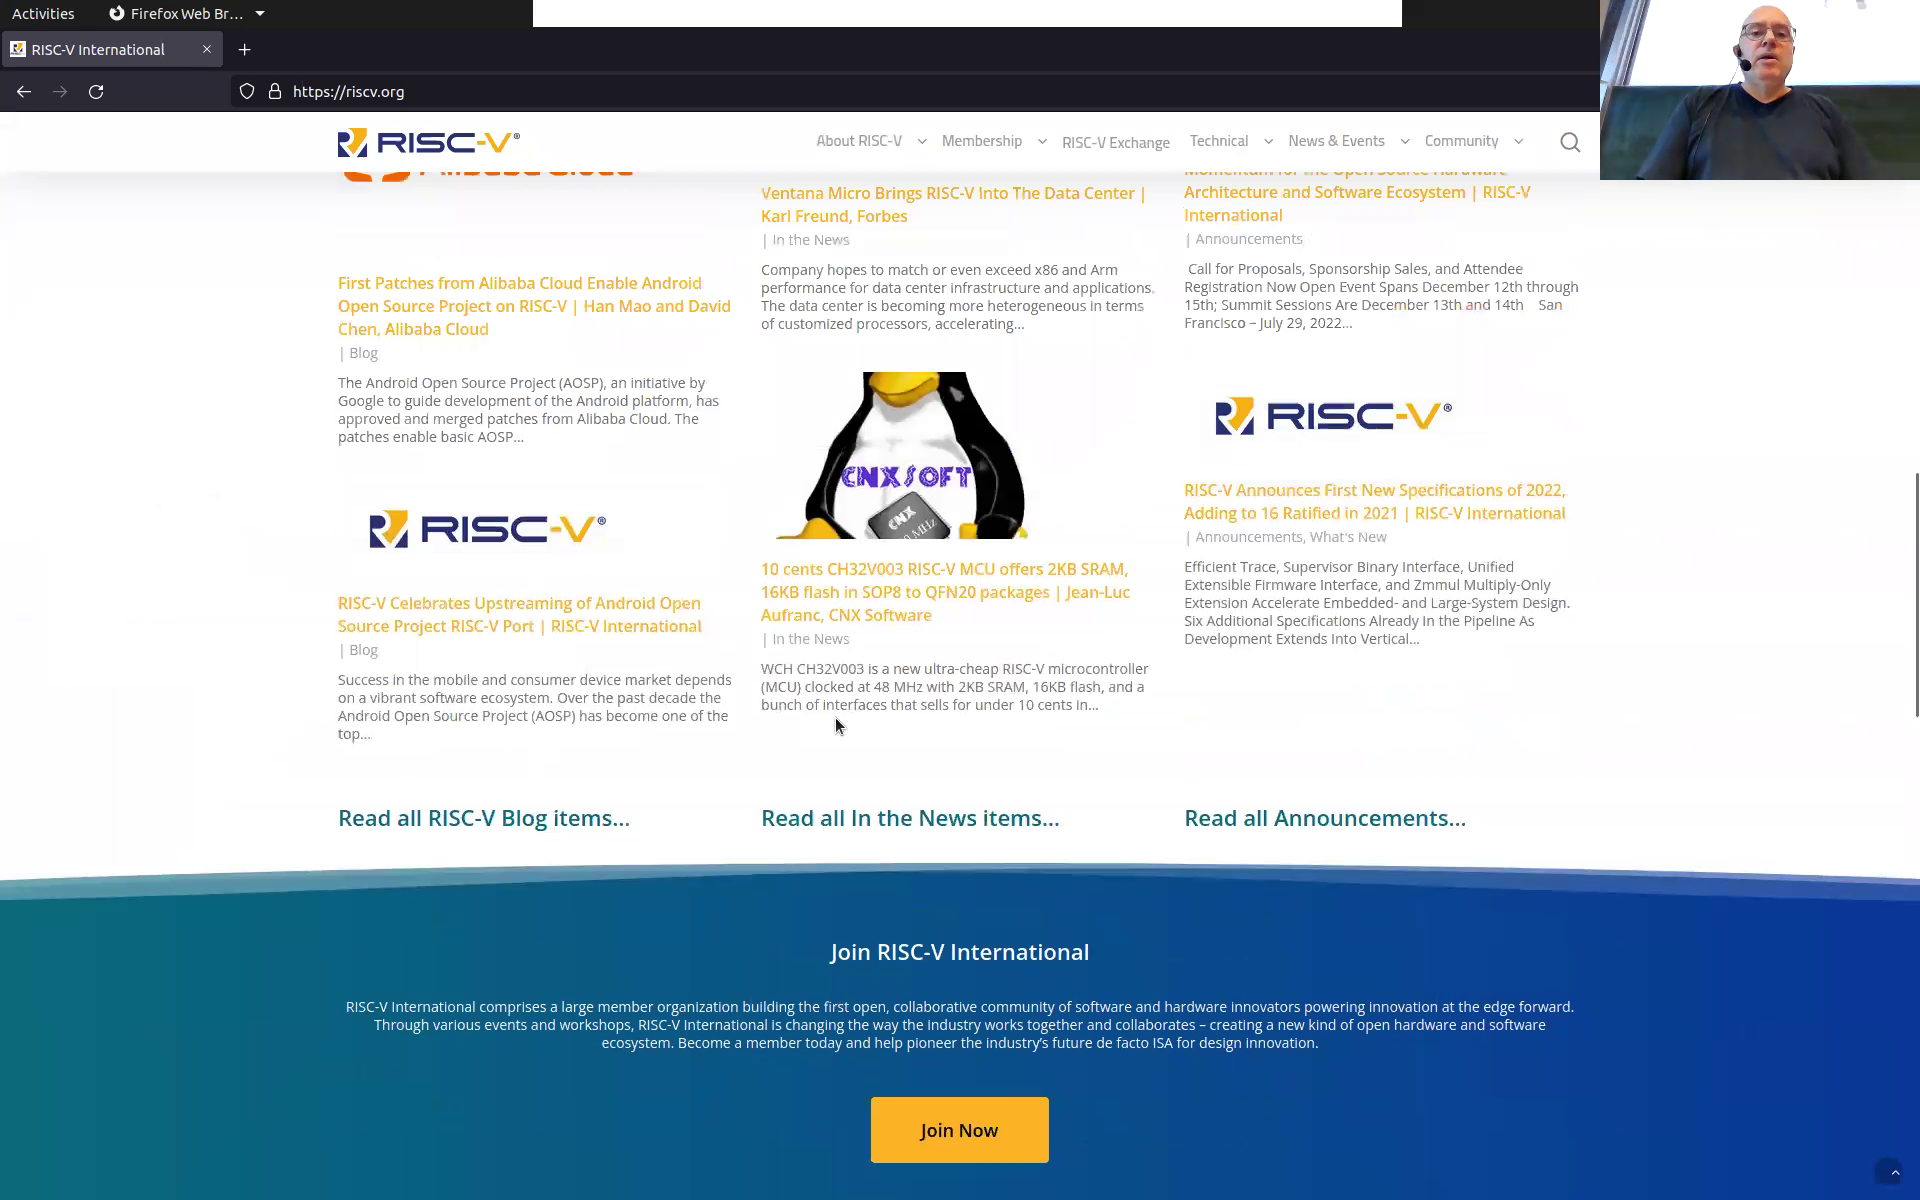 Activities
Firefox Web Br...
RISC-V International
https://riscv.org
RISC-V®
About RISC-V
Membership
RISC-V Exchange
Technical
News & Events
Community
First Patches from Alibaba Cloud Enable Android
Open Source Project on RISC-V | Han Mao and David
Chen, Alibaba Cloud
| Blog
The Android Open Source Project (AOSP), an initiative by
Google to guide development of the Android platform, has
approved and merged patches from Alibaba Cloud. The
patches enable basic AOSP...
RISC-V®
RISC-V Celebrates Upstreaming of Android Open
Source Project RISC-V Port | RISC-V International
| Blog
Success in the mobile and consumer device market depends
on a vibrant software ecosystem. Over the past decade the
Android Open Source Project (AOSP) has become one of the
top...
Read all RISC-V Blog items...
Ventana Micro Brings RISC-V Into The Data Center |
Karl Freund, Forbes
| In the News
Company hopes to match or even exceed x86 and Arm
performance for data center infrastructure and applications.
The data center is becoming more heterogeneous in terms
of customized processors, accelerating...
CNXSOFT
CNX
MHz
10 cents CH32V003 RISC-V MCU offers 2KB SRAM,
16KB flash in SOP8 to QFN20 packages | Jean-Luc
Aufranc, CNX Software
| In the News
WCH CH32V003 is a new ultra-cheap RISC-V microcontroller
(MCU) clocked at 48 MHz with 2KB SRAM, 16KB flash, and a
bunch of interfaces that sells for under 10 cents in...
Read all In the News items...
Momentum for the Open Source Hardware
Architecture and Software Ecosystem | RISC-V
International
| Announcements
Call for Proposals, Sponsorship Sales, and Attendee
Registration Now Open Event Spans December 12th through
15th; Summit Sessions Are December 13th and 14th San
Francisco – July 29, 2022...
RISC-V®
RISC-V Announces First New Specifications of 2022,
Adding to 16 Ratified in 2021 | RISC-V International
| Announcements, What's New
Efficient Trace, Supervisor Binary Interface, Unified
Extensible Firmware Interface, and Zmmul Multiply-Only
Extension Accelerate Embedded- and Large-System Design.
Six Additional Specifications Already In the Pipeline As
Development Extends Into Vertical...
Read all Announcements...
Join RISC-V International
RISC-V International comprises a large member organization building the first open, collaborative community of software and hardware innovators powering innovation at the edge forward.
Through various events and workshops, RISC-V International is changing the way the industry works together and collaborates – creating a new kind of open hardware and software
ecosystem. Become a member today and help pioneer the industry's future de facto ISA for design innovation.
Join Now